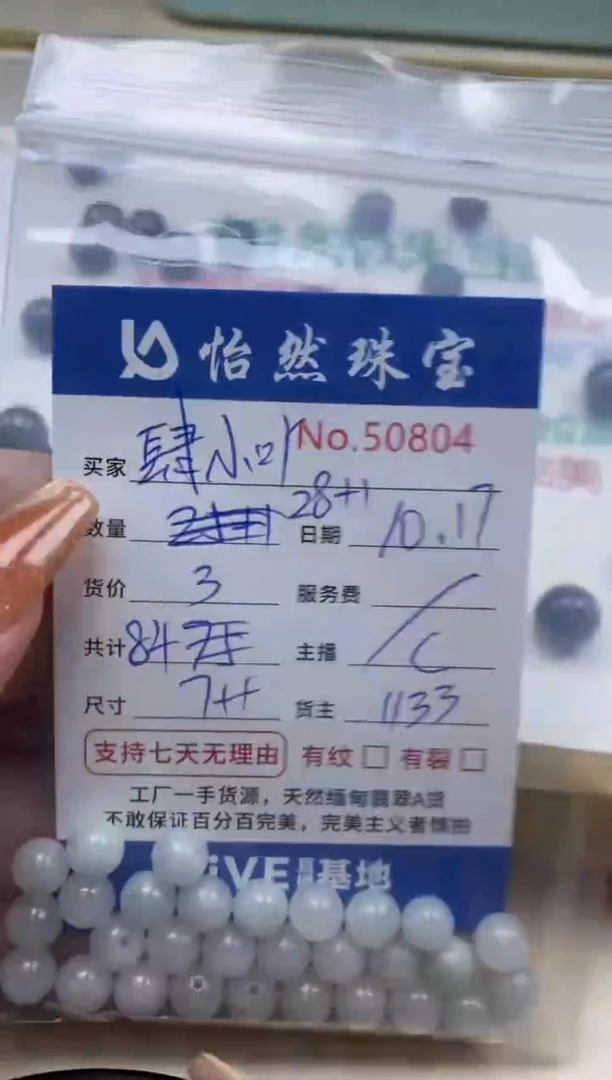 怡然珠宝
No.50804
买家 肆小叶
数量 28+1 日期 10.17
货价 3 服务费 /
共计 84 主播 C
尺寸 7++ 货主 1133
支持七天无理由 有纹 □ 有裂 □
工厂一手货源，天然缅甸翡翠A货
不敢保证百分百完美，完美主义者慎拍
基地